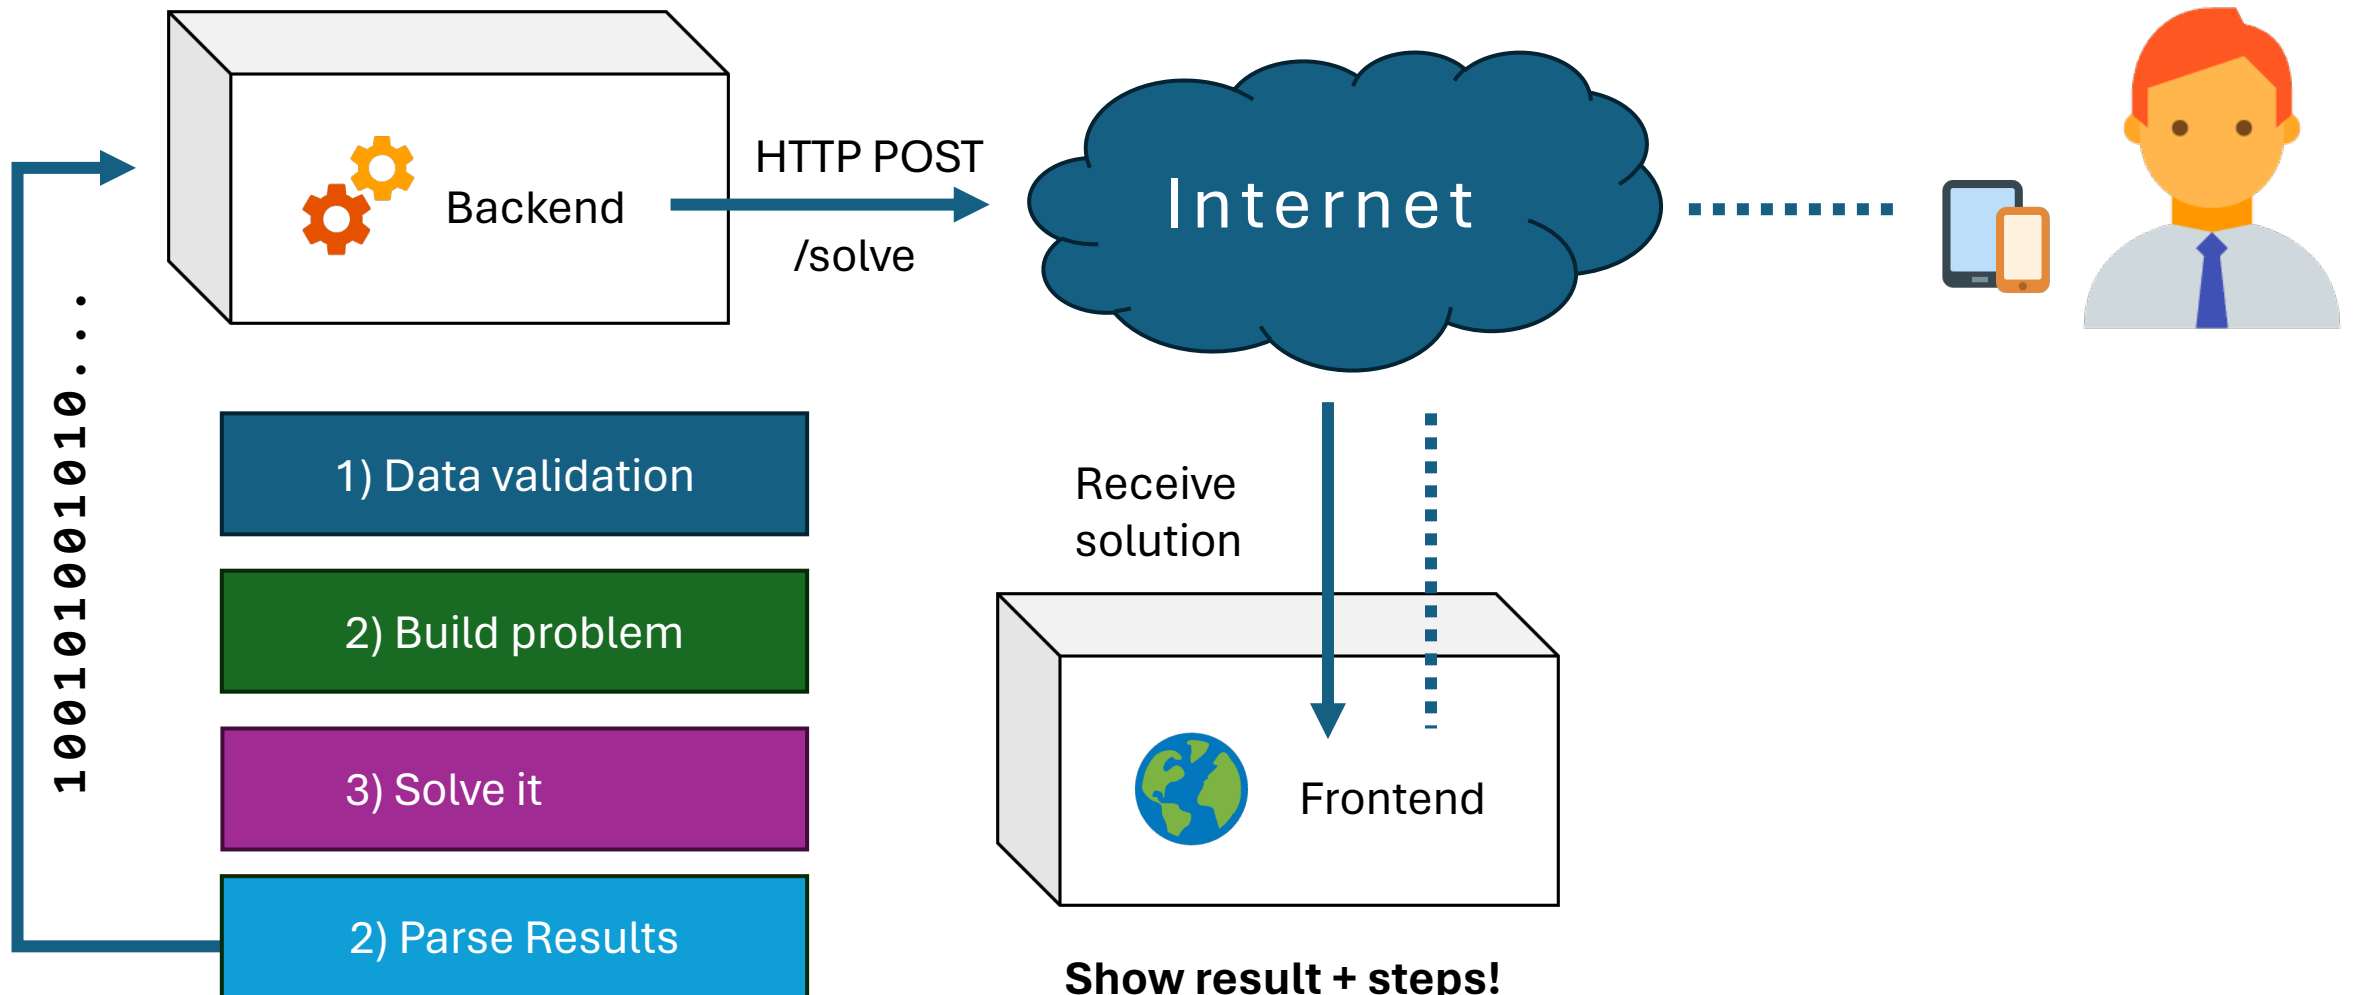 Backend
HTTP POST
/solve
Internet
1001010100101010...
1) Data validation
2) Build problem
3) Solve it
2) Parse Results
Receive
solution
Frontend
Show result + steps!